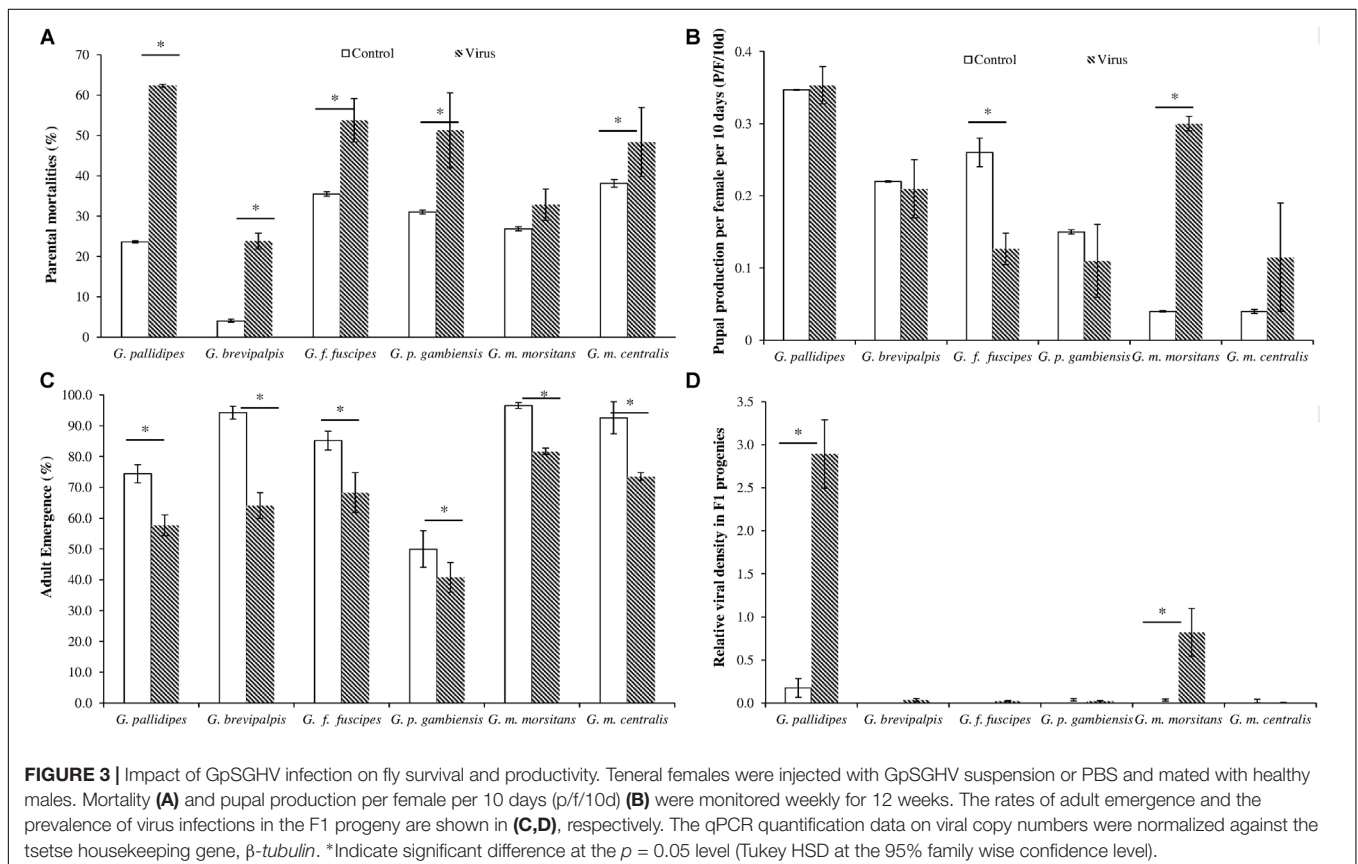 A
B
70
60
50
40
30
20
10
0
Parental mortalities (%)
Control
Virus
*
*
*
*
*
G. pallidipes
G. brevipalpis
G. f. fuscipes
G. p. gambiensis
G. m. morsitans
G. m. centralis
0.4
0.3
0.2
0.1
0
Pupal production per female per 10 days (P/F/10d)
Control
Virus
*
*
G. pallidipes
G. brevipalpis
G. f. fuscipes
G. p. gambiensis
G. m. morsitans
G. m. centralis
C
D
100.0
90.0
80.0
70.0
60.0
50.0
40.0
30.0
20.0
10.0
0.0
Adult Emergence (%)
*
*
*
*
*
*
G. pallidipes
G. brevipalpis
G. f. fuscipes
G. p. gambiensis
G. m. morsitans
G. m. centralis
3.5
3.0
2.5
2.0
1.5
1.0
0.5
0.0
Relative viral density in F1 progenies
*
*
G. pallidipes
G. brevipalpis
G. f. fuscipes
G. p. gambiensis
G. m. morsitans
G. m. centralis
FIGURE 3 | Impact of GpSGHV infection on fly survival and productivity. Teneral females were injected with GpSGHV suspension or PBS and mated with healthy
males. Mortality (A) and pupal production per female per 10 days (p/f/10d) (B) were monitored weekly for 12 weeks. The rates of adult emergence and the
prevalence of virus infections in the F1 progeny are shown in (C,D), respectively. The qPCR quantification data on viral copy numbers were normalized against the
tsetse housekeeping gene, β-tubulin. *Indicate significant difference at the p = 0.05 level (Tukey HSD at the 95% family wise confidence level).